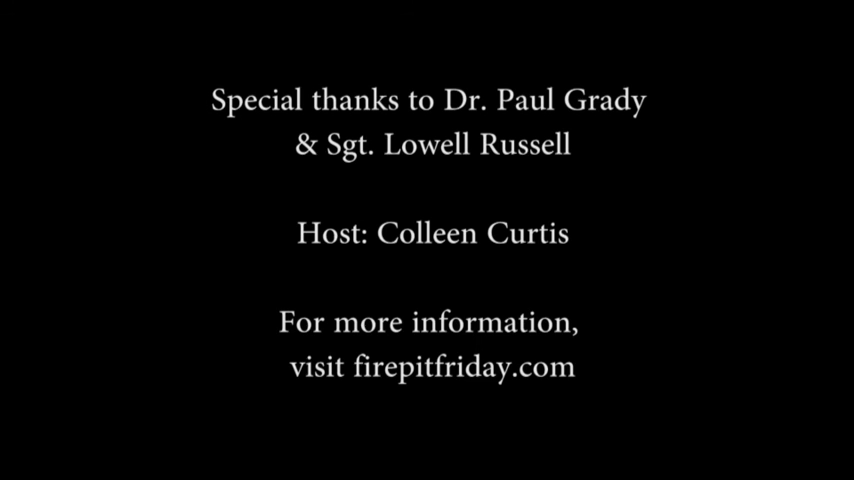 Special thanks to Dr. Paul Grady
& Sgt. Lowell Russell
Host: Colleen Curtis
For more information,
visit firepitfriday.com